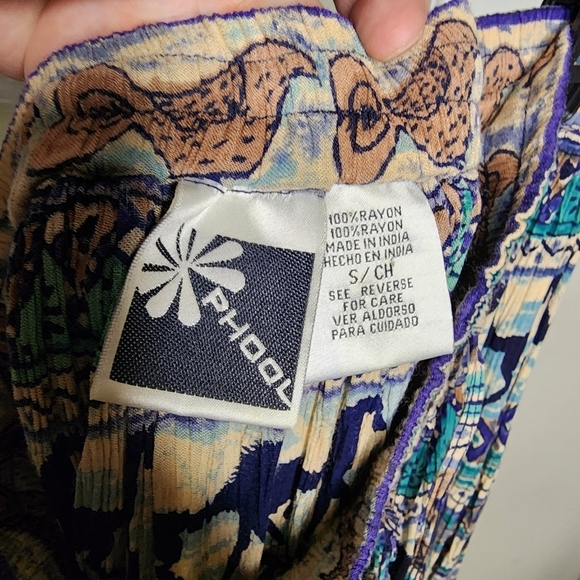 PHOOL
100%RAYON
100%RAYON
MADE IN INDIA
HECHO EN INDIA
S/CH
SEE REVERSE
FOR CARE
VER ALDORSO
PARA CUIDADO